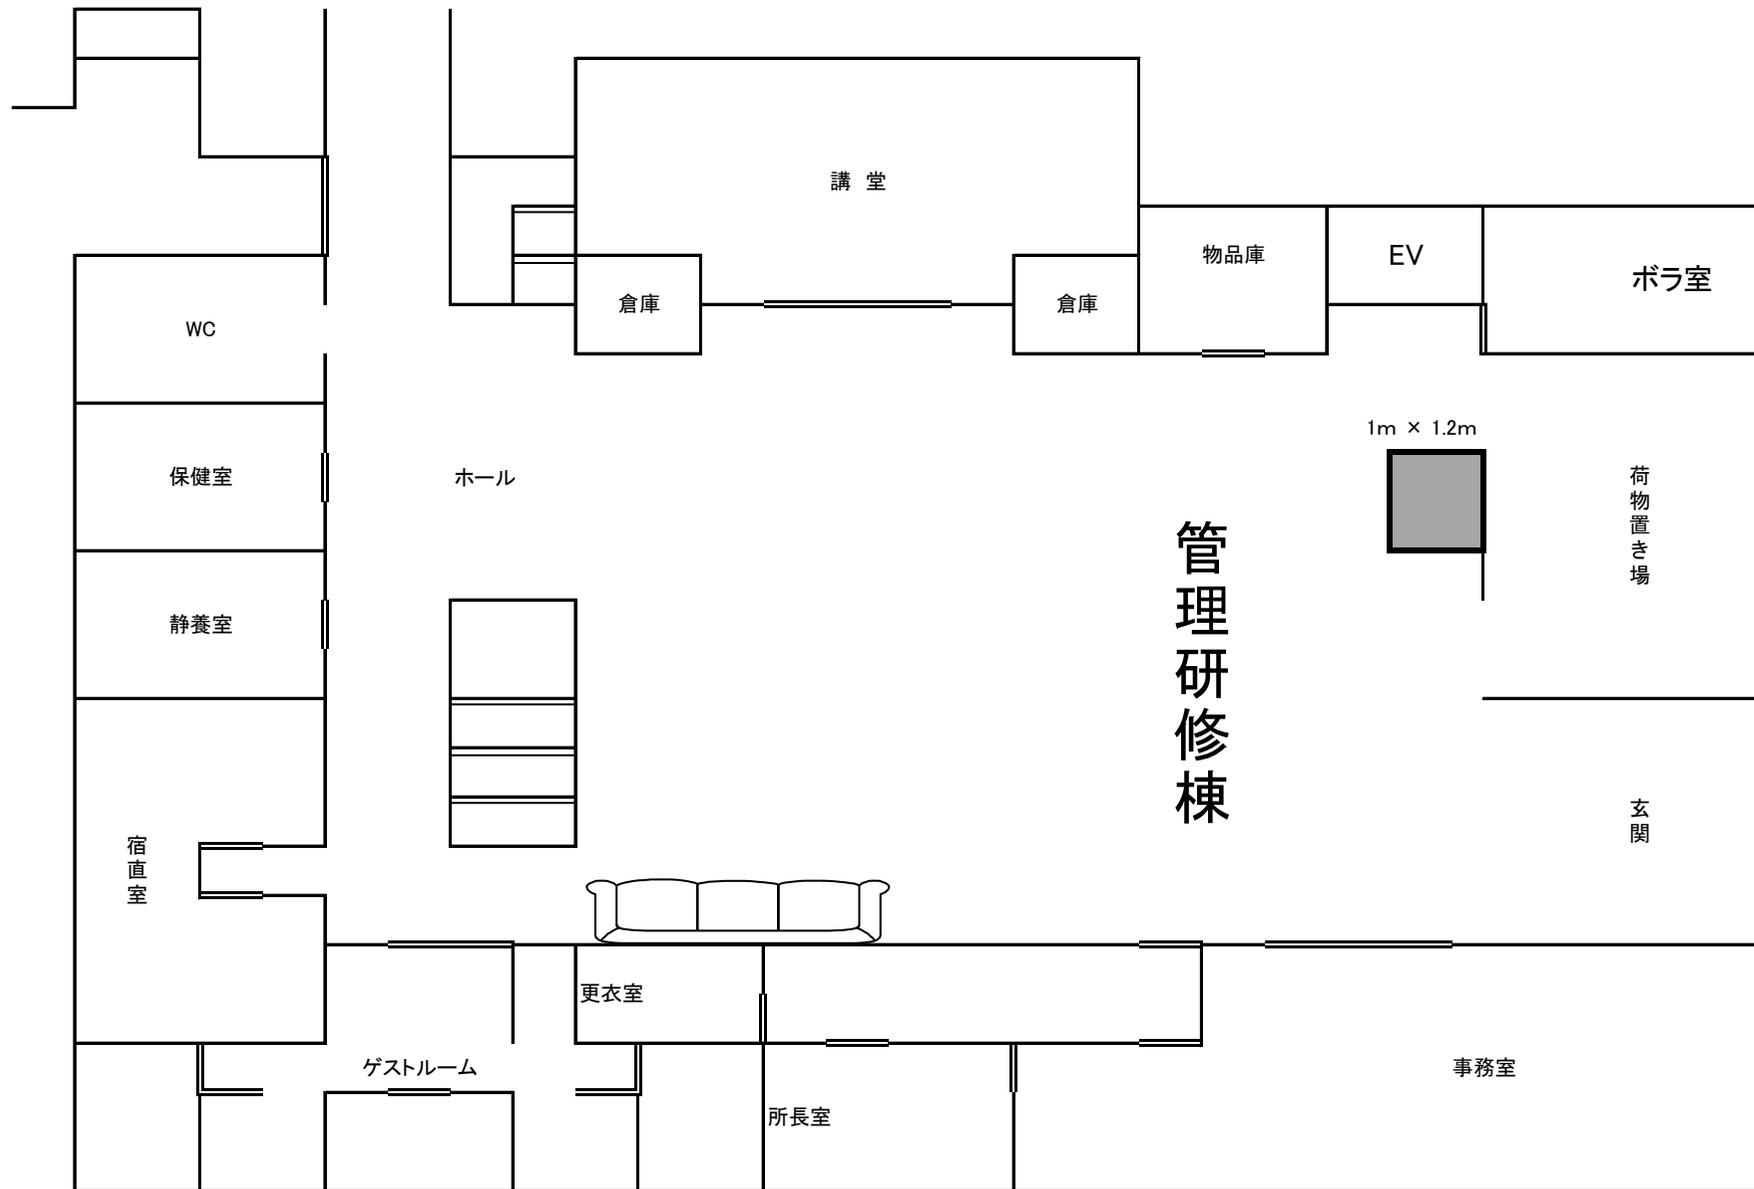 講 堂
物品庫
EV
ボラ室
倉庫
倉庫
WC
1m × 1.2m
保健室
ホール
荷物置き場
管理研修棟
静養室
玄関
宿直室
更衣室
ゲストルーム
事務室
所長室